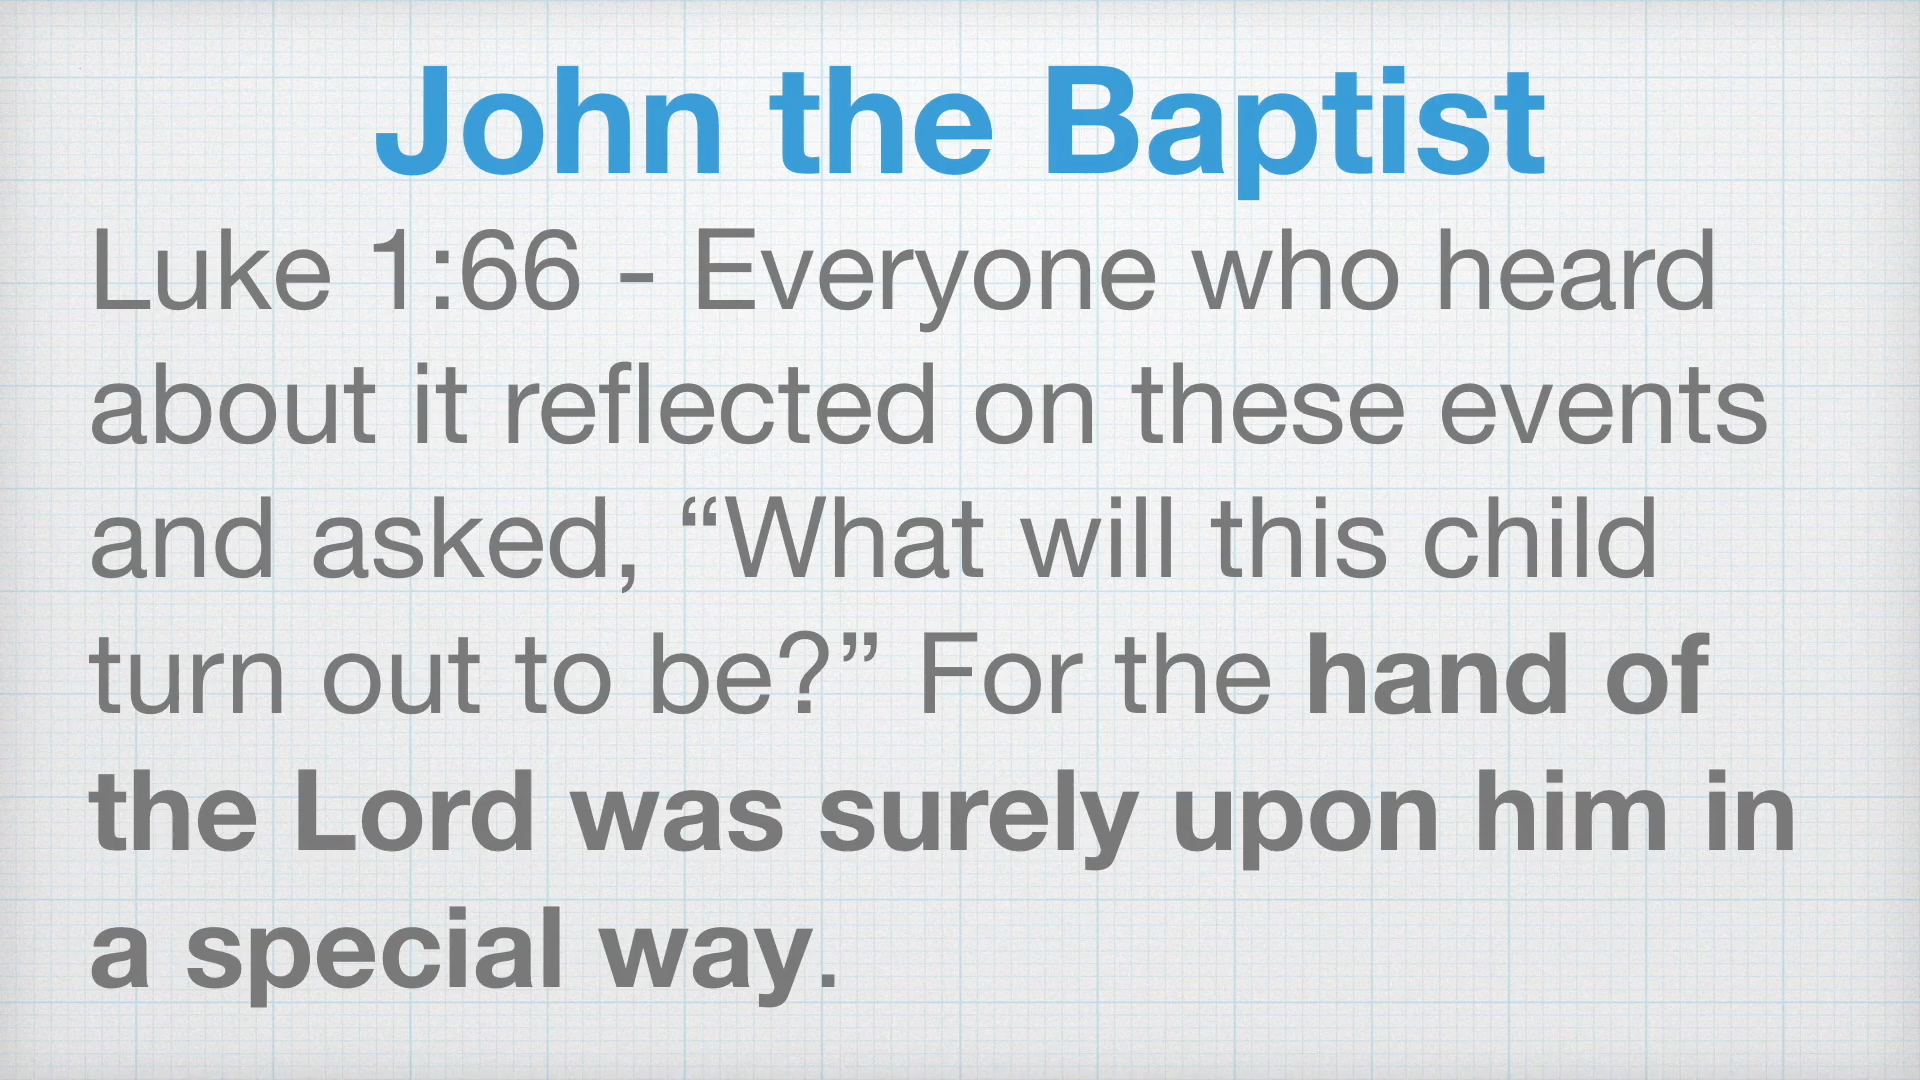 John the Baptist
Luke 1:66 - Everyone who heard
about it reflected on these events
and asked, “What will this child
turn out to be?” For the hand of
the Lord was surely upon him in
a special way.